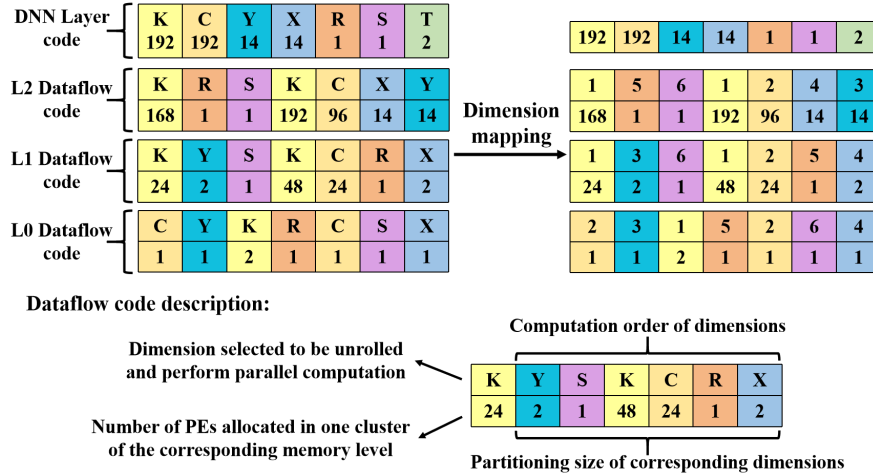 DNN Layer
code
K C Y X R S T
192 192 14 14 1 1 2
192 192 14 14 1 1 2
L2 Dataflow
code
K R S K C X Y
168 1 1 192 96 14 14
Dimension
mapping
1 5 6 1 2 4 3
168 1 1 192 96 14 14
L1 Dataflow
code
K Y S K C R X
24 2 1 48 24 1 2
1 3 6 1 2 5 4
24 2 1 48 24 1 2
L0 Dataflow
code
C Y K R C S X
1 1 2 1 1 1 1
2 3 1 5 2 6 4
1 1 2 1 1 1 1
Dataflow code description:
Computation order of dimensions
Dimension selected to be unrolled
and perform parallel computation
K Y S K C R X
24 2 1 48 24 1 2
Number of PEs allocated in one cluster
of the corresponding memory level
Partitioning size of corresponding dimensions